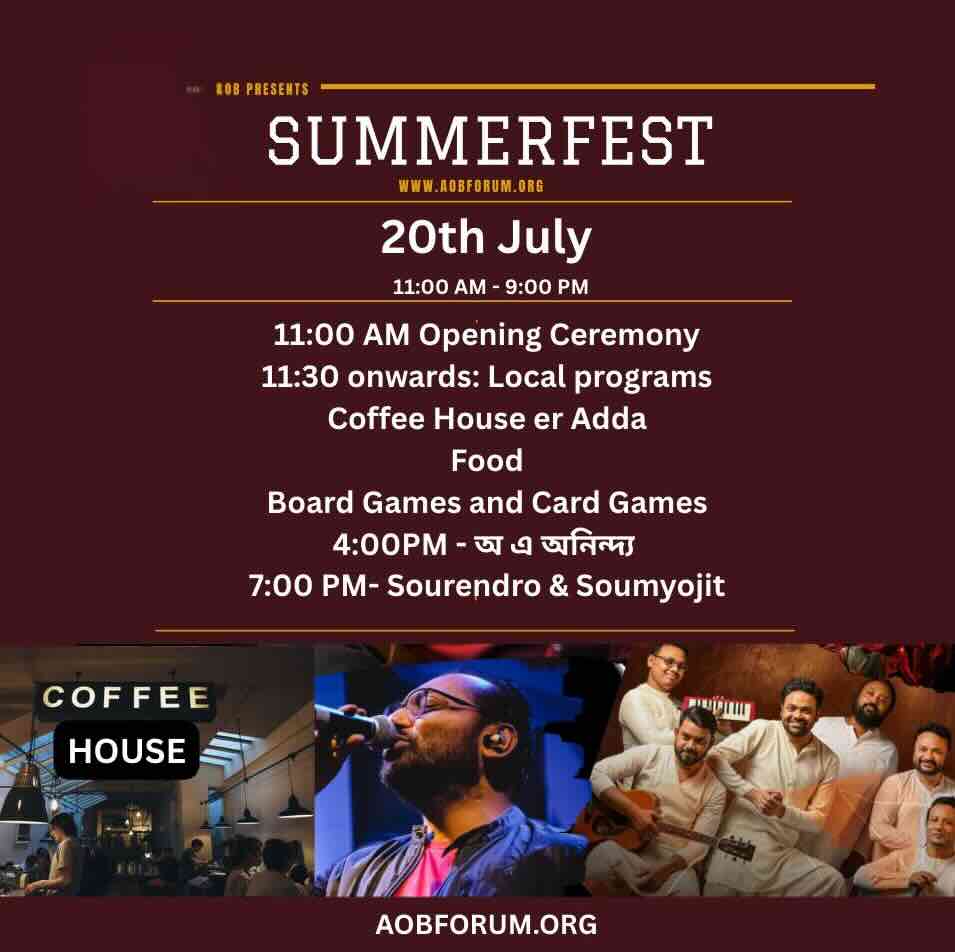 AOB PRESENTS
SUMMERFEST
WWW.AOBFORUM.ORG
20th July
11:00 AM - 9:00 PM
11:00 AM Opening Ceremony
11:30 onwards: Local programs
Coffee House er Adda
Food
Board Games and Card Games
4:00PM - অ এ অনিন্দ্য
7:00 PM- Sourendro & Soumyojit
COFFEE
HOUSE
AOBFORUM.ORG